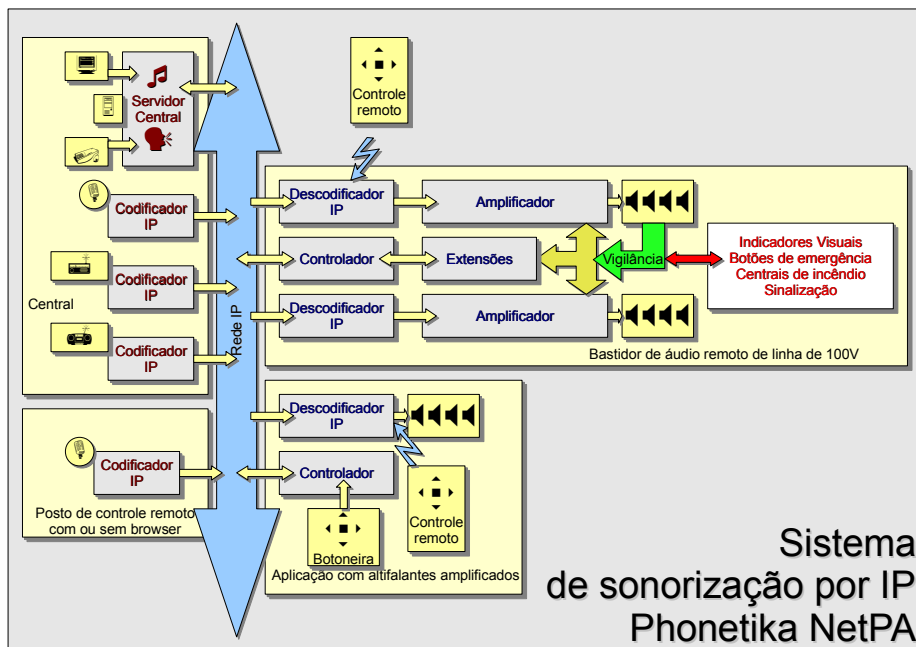 Servidor
Central
Codificador
IP
Codificador
IP
Central
Codificador
IP
Codificador
IP
Posto de controle remoto
com ou sem browser
Rede IP
Controle
remoto
Descodificador
IP
Amplificador
Controlador
Extensões
Vigilância
Indicadores Visuais
Botões de emergência
Centrais de incêndio
Sinalização
Descodificador
IP
Amplificador
Bastidor de áudio remoto de linha de 100V
Descodificador
IP
Controlador
Botoneira
Controle
remoto
Aplicação com altifalantes amplificados
Sistema
de sonorização por IP
Phonetika NetPA